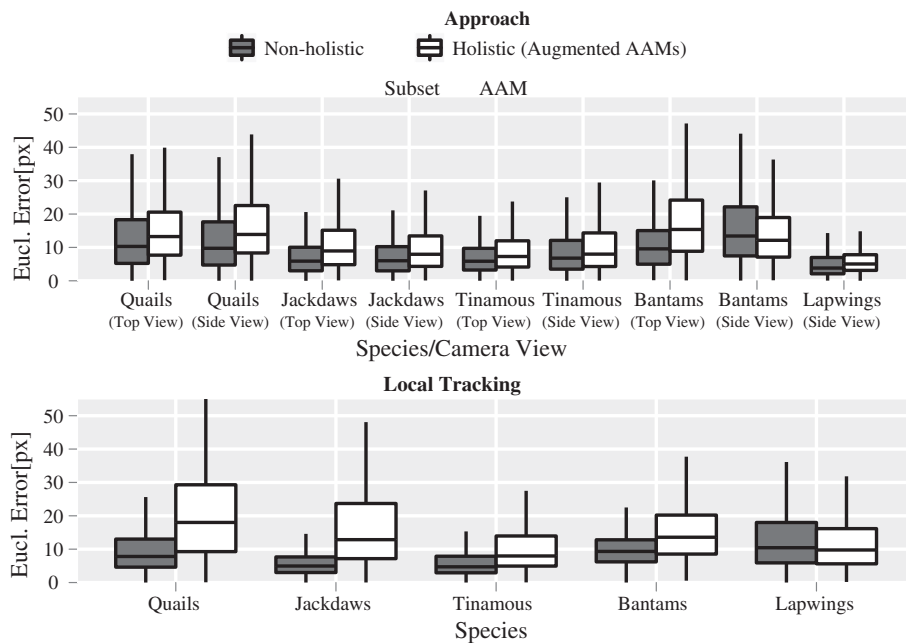 Approach
Non-holistic Holistic (Augmented AAMs)
Subset AAM
Eucl. Error[px]
50
40
30
20
10
0
Quails Quails Jackdaws Jackdaws Tinamous Tinamous Bantams Bantams Lapwings
(Top View) (Side View) (Top View) (Side View) (Top View) (Side View) (Top View) (Side View) (Side View)
Species/Camera View
Local Tracking
Eucl. Error[px]
50
40
30
20
10
0
Quails Jackdaws Tinamous Bantams Lapwings
Species